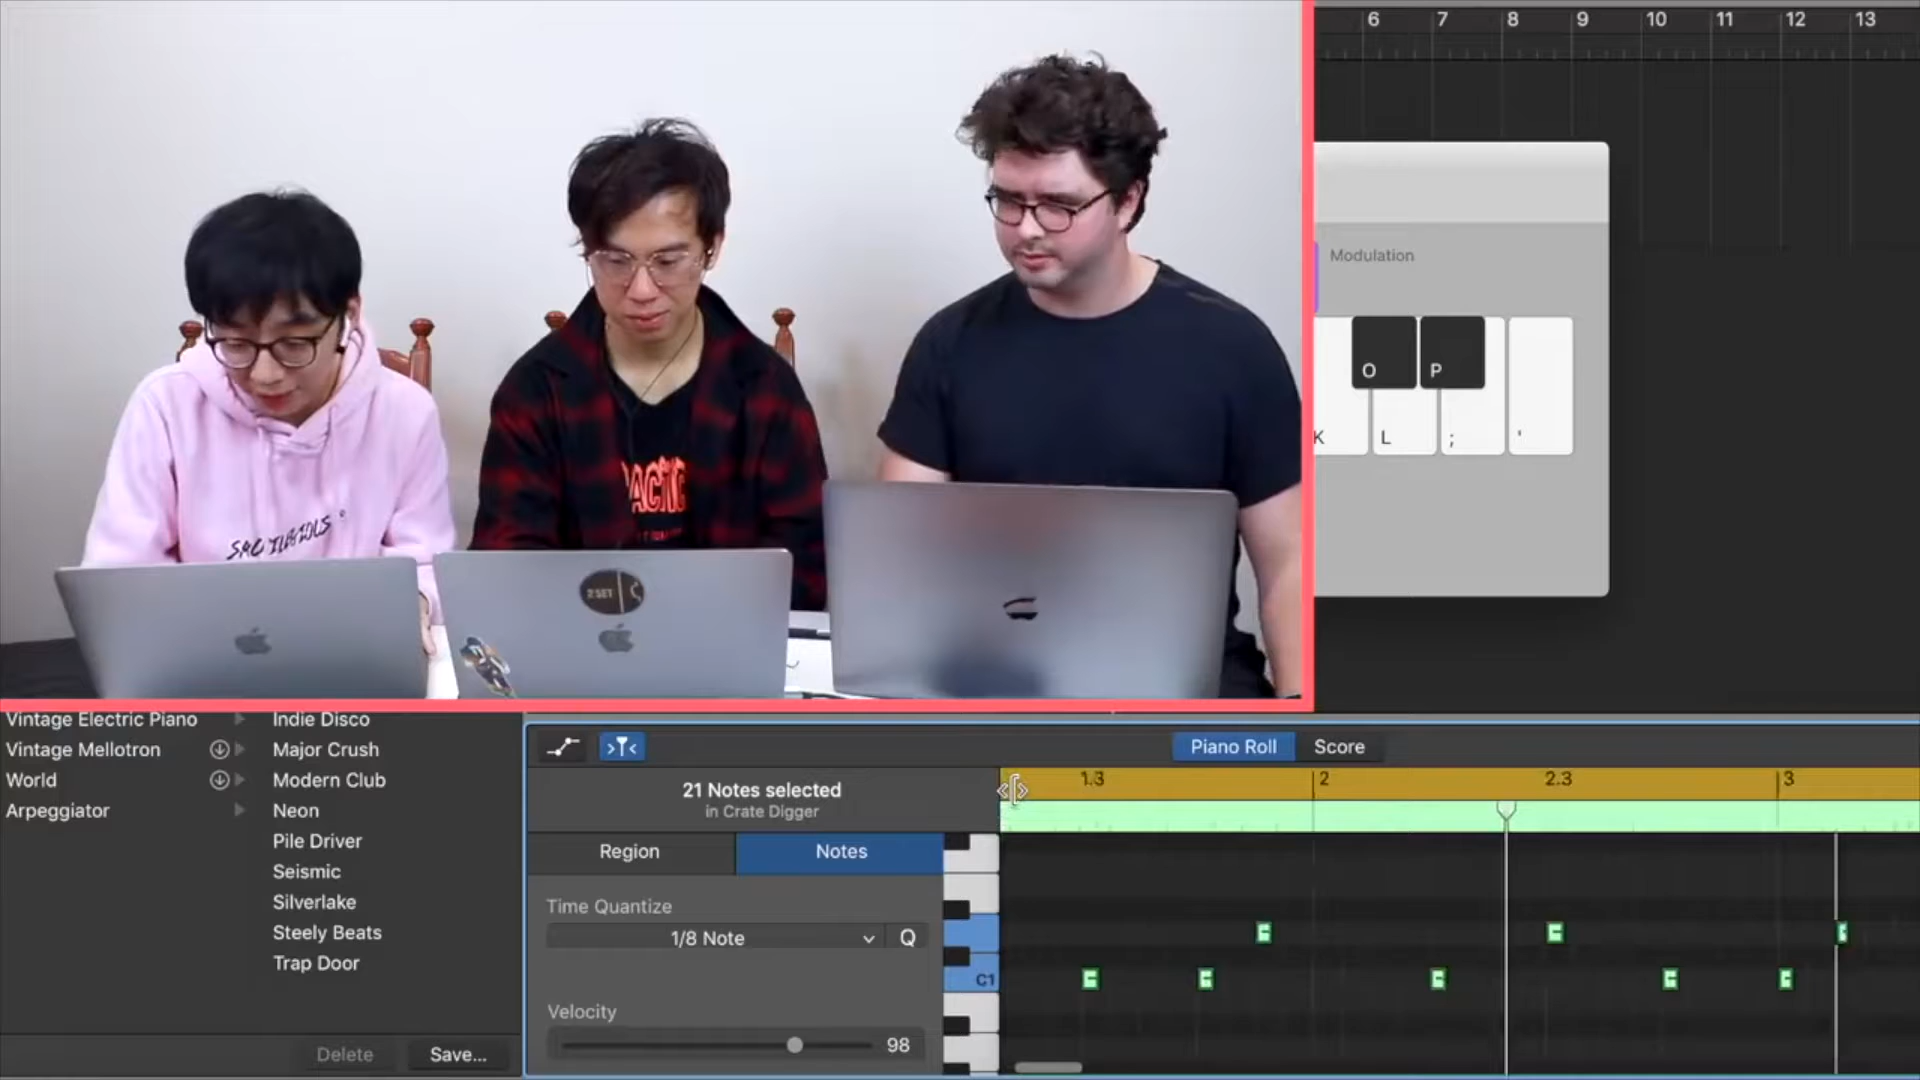 6 7 8 9 10 11 12 13
Modulation
O P
K L ; '
SACRILEGIOUS
2SET
Vintage Electric Piano
Vintage Mellotron
World
Arpeggiator
Indie Disco
Major Crush
Modern Club
Neon
Pile Driver
Seismic
Silverlake
Steely Beats
Trap Door
Delete Save...
Piano Roll Score
21 Notes selected
in Crate Digger
1.3 2 2.3 3
Region Notes
Time Quantize
1/8 Note Q
Velocity
98
C1